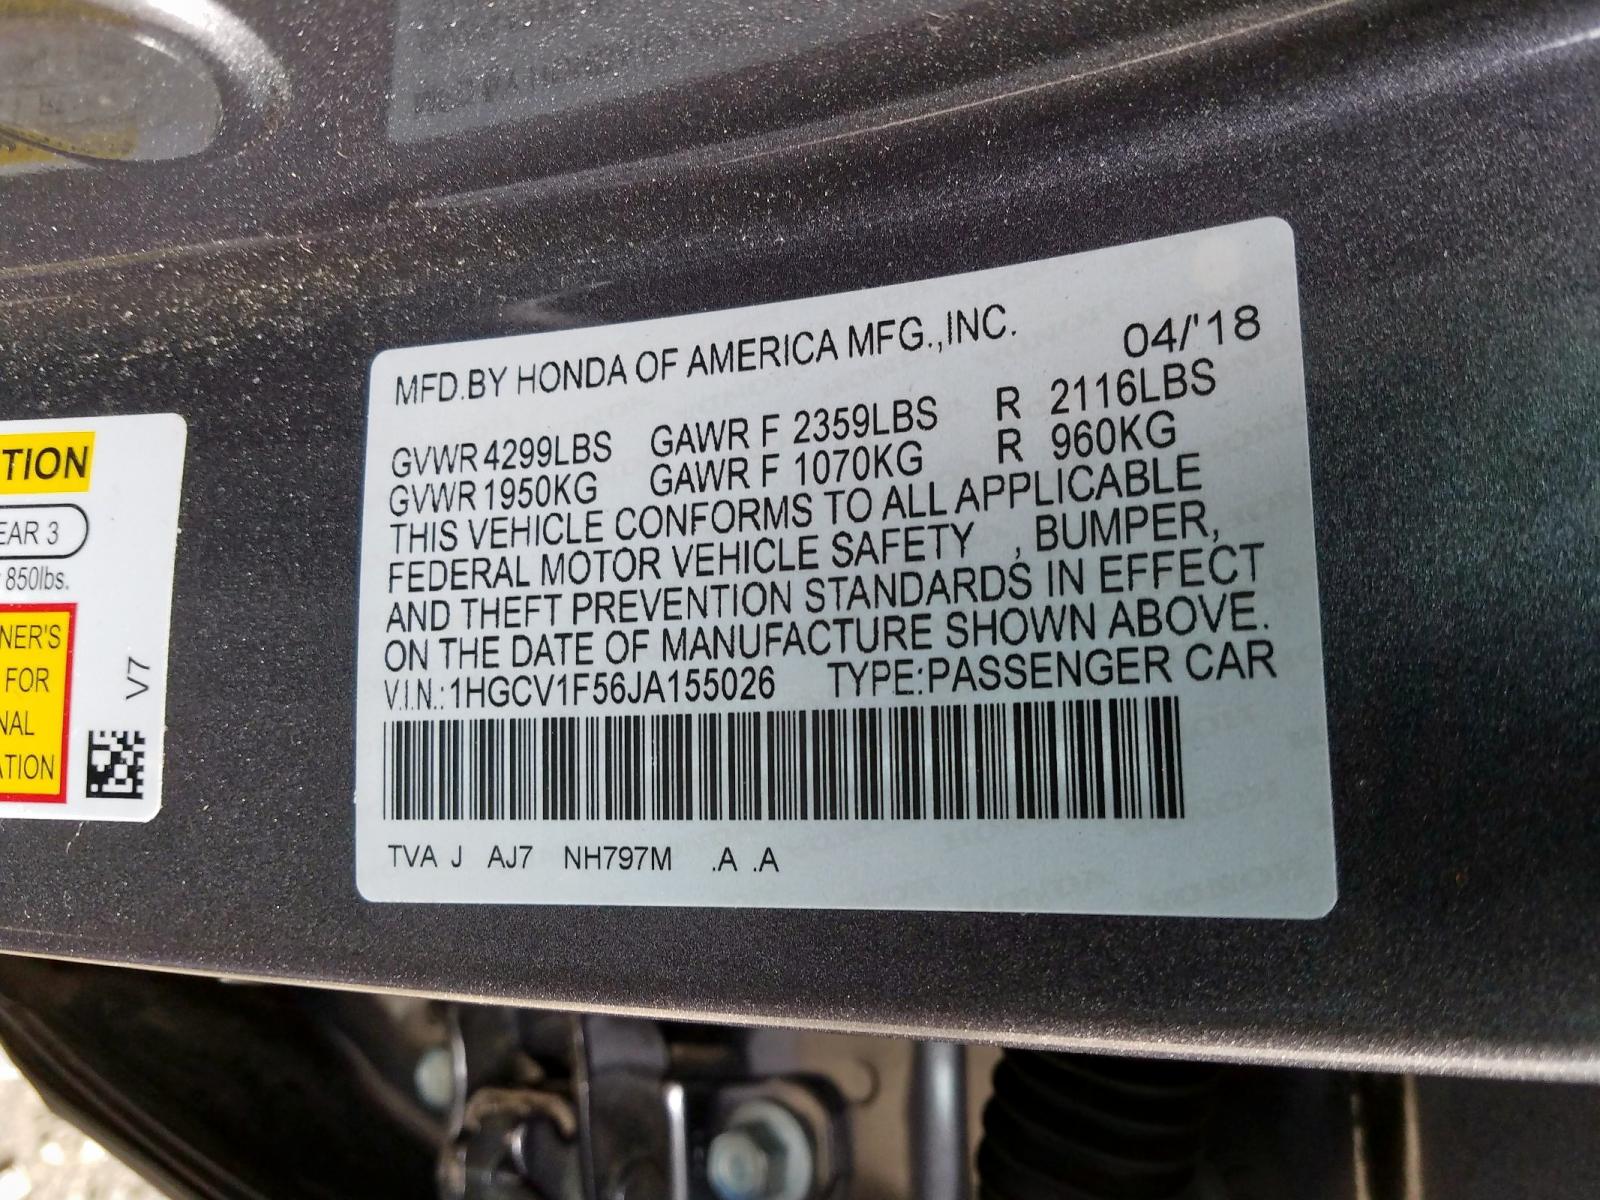 MFD.BY HONDA OF AMERICA MFG.,INC. 04/'18
GVWR 4299LBS GAWR F 2359LBS R 2116LBS
GVWR 1950KG GAWR F 1070KG R 960KG
THIS VEHICLE CONFORMS TO ALL APPLICABLE
FEDERAL MOTOR VEHICLE SAFETY , BUMPER,
AND THEFT PREVENTION STANDARDS IN EFFECT
ON THE DATE OF MANUFACTURE SHOWN ABOVE.
V.I.N.: 1HGCV1F56JA155026 TYPE:PASSENGER CAR
TVA J AJ7 NH797M .A .A
TION
EAR 3
850lbs.
NER'S
FOR
NAL
ATION
V7